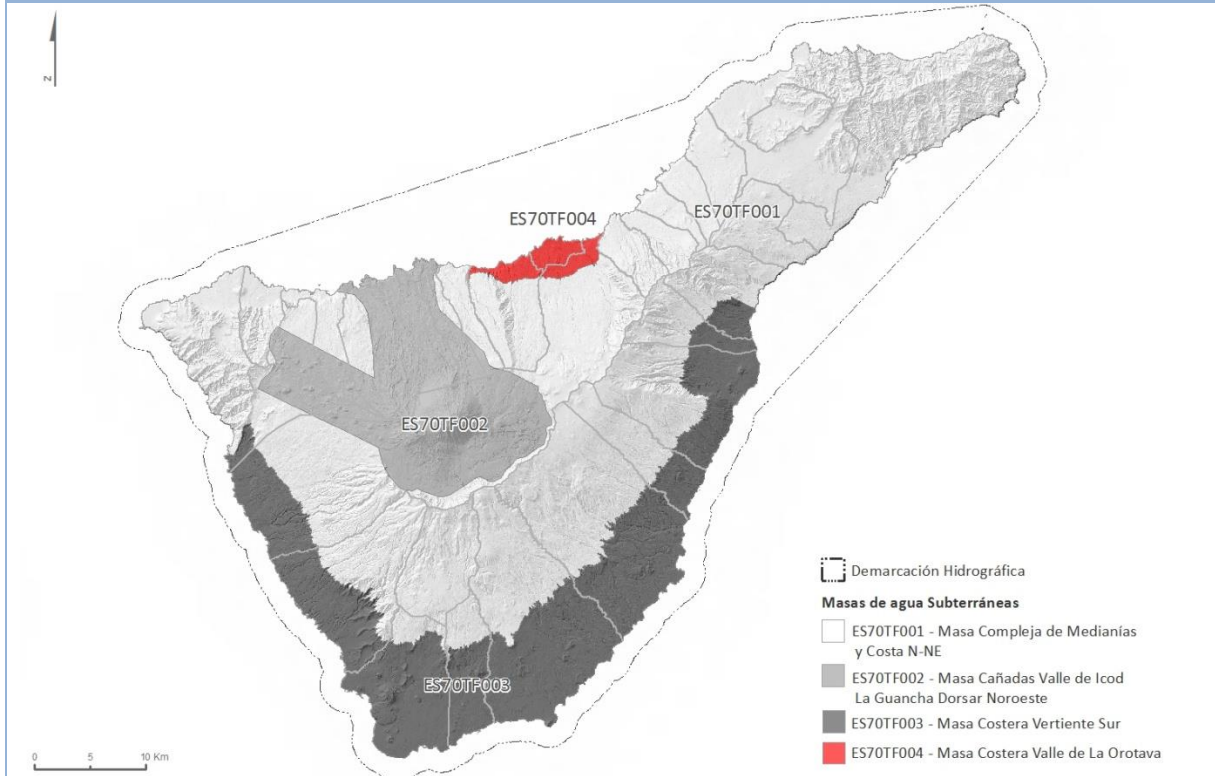 N
ES70TF004
ES70TF001
ES70TF002
ES70TF003
0 5 10 Km
Demarcación Hidrográfica
Masas de agua Subterráneas
ES70TF001 - Masa Compleja de Medianías
y Costa N-NE
ES70TF002 - Masa Cañadas Valle de Icod
La Guancha Dorsar Noroeste
ES70TF003 - Masa Costera Vertiente Sur
ES70TF004 - Masa Costera Valle de La Orotava